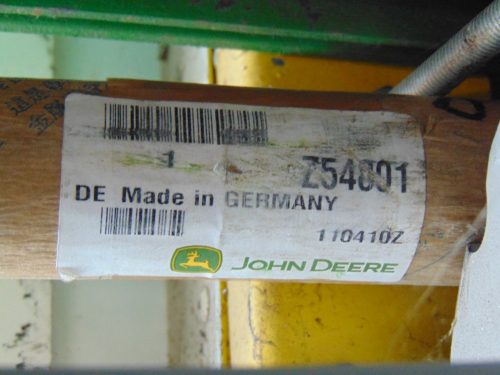 1
Z54801
DE Made in GERMANY
110410Z
JOHN DEERE